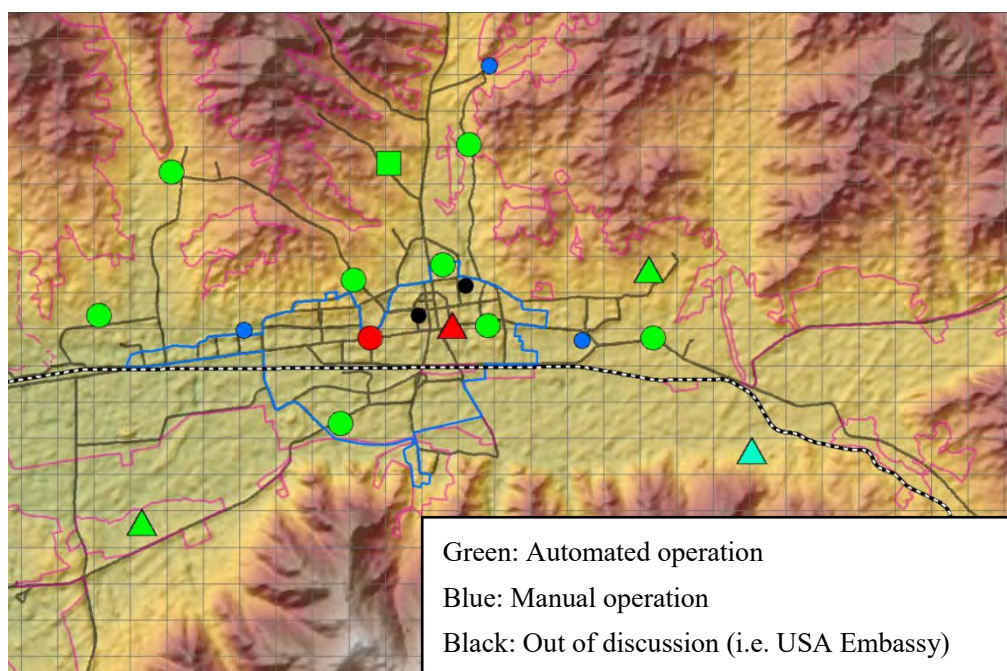 Green: Automated operation
Blue: Manual operation
Black: Out of discussion (i.e. USA Embassy)